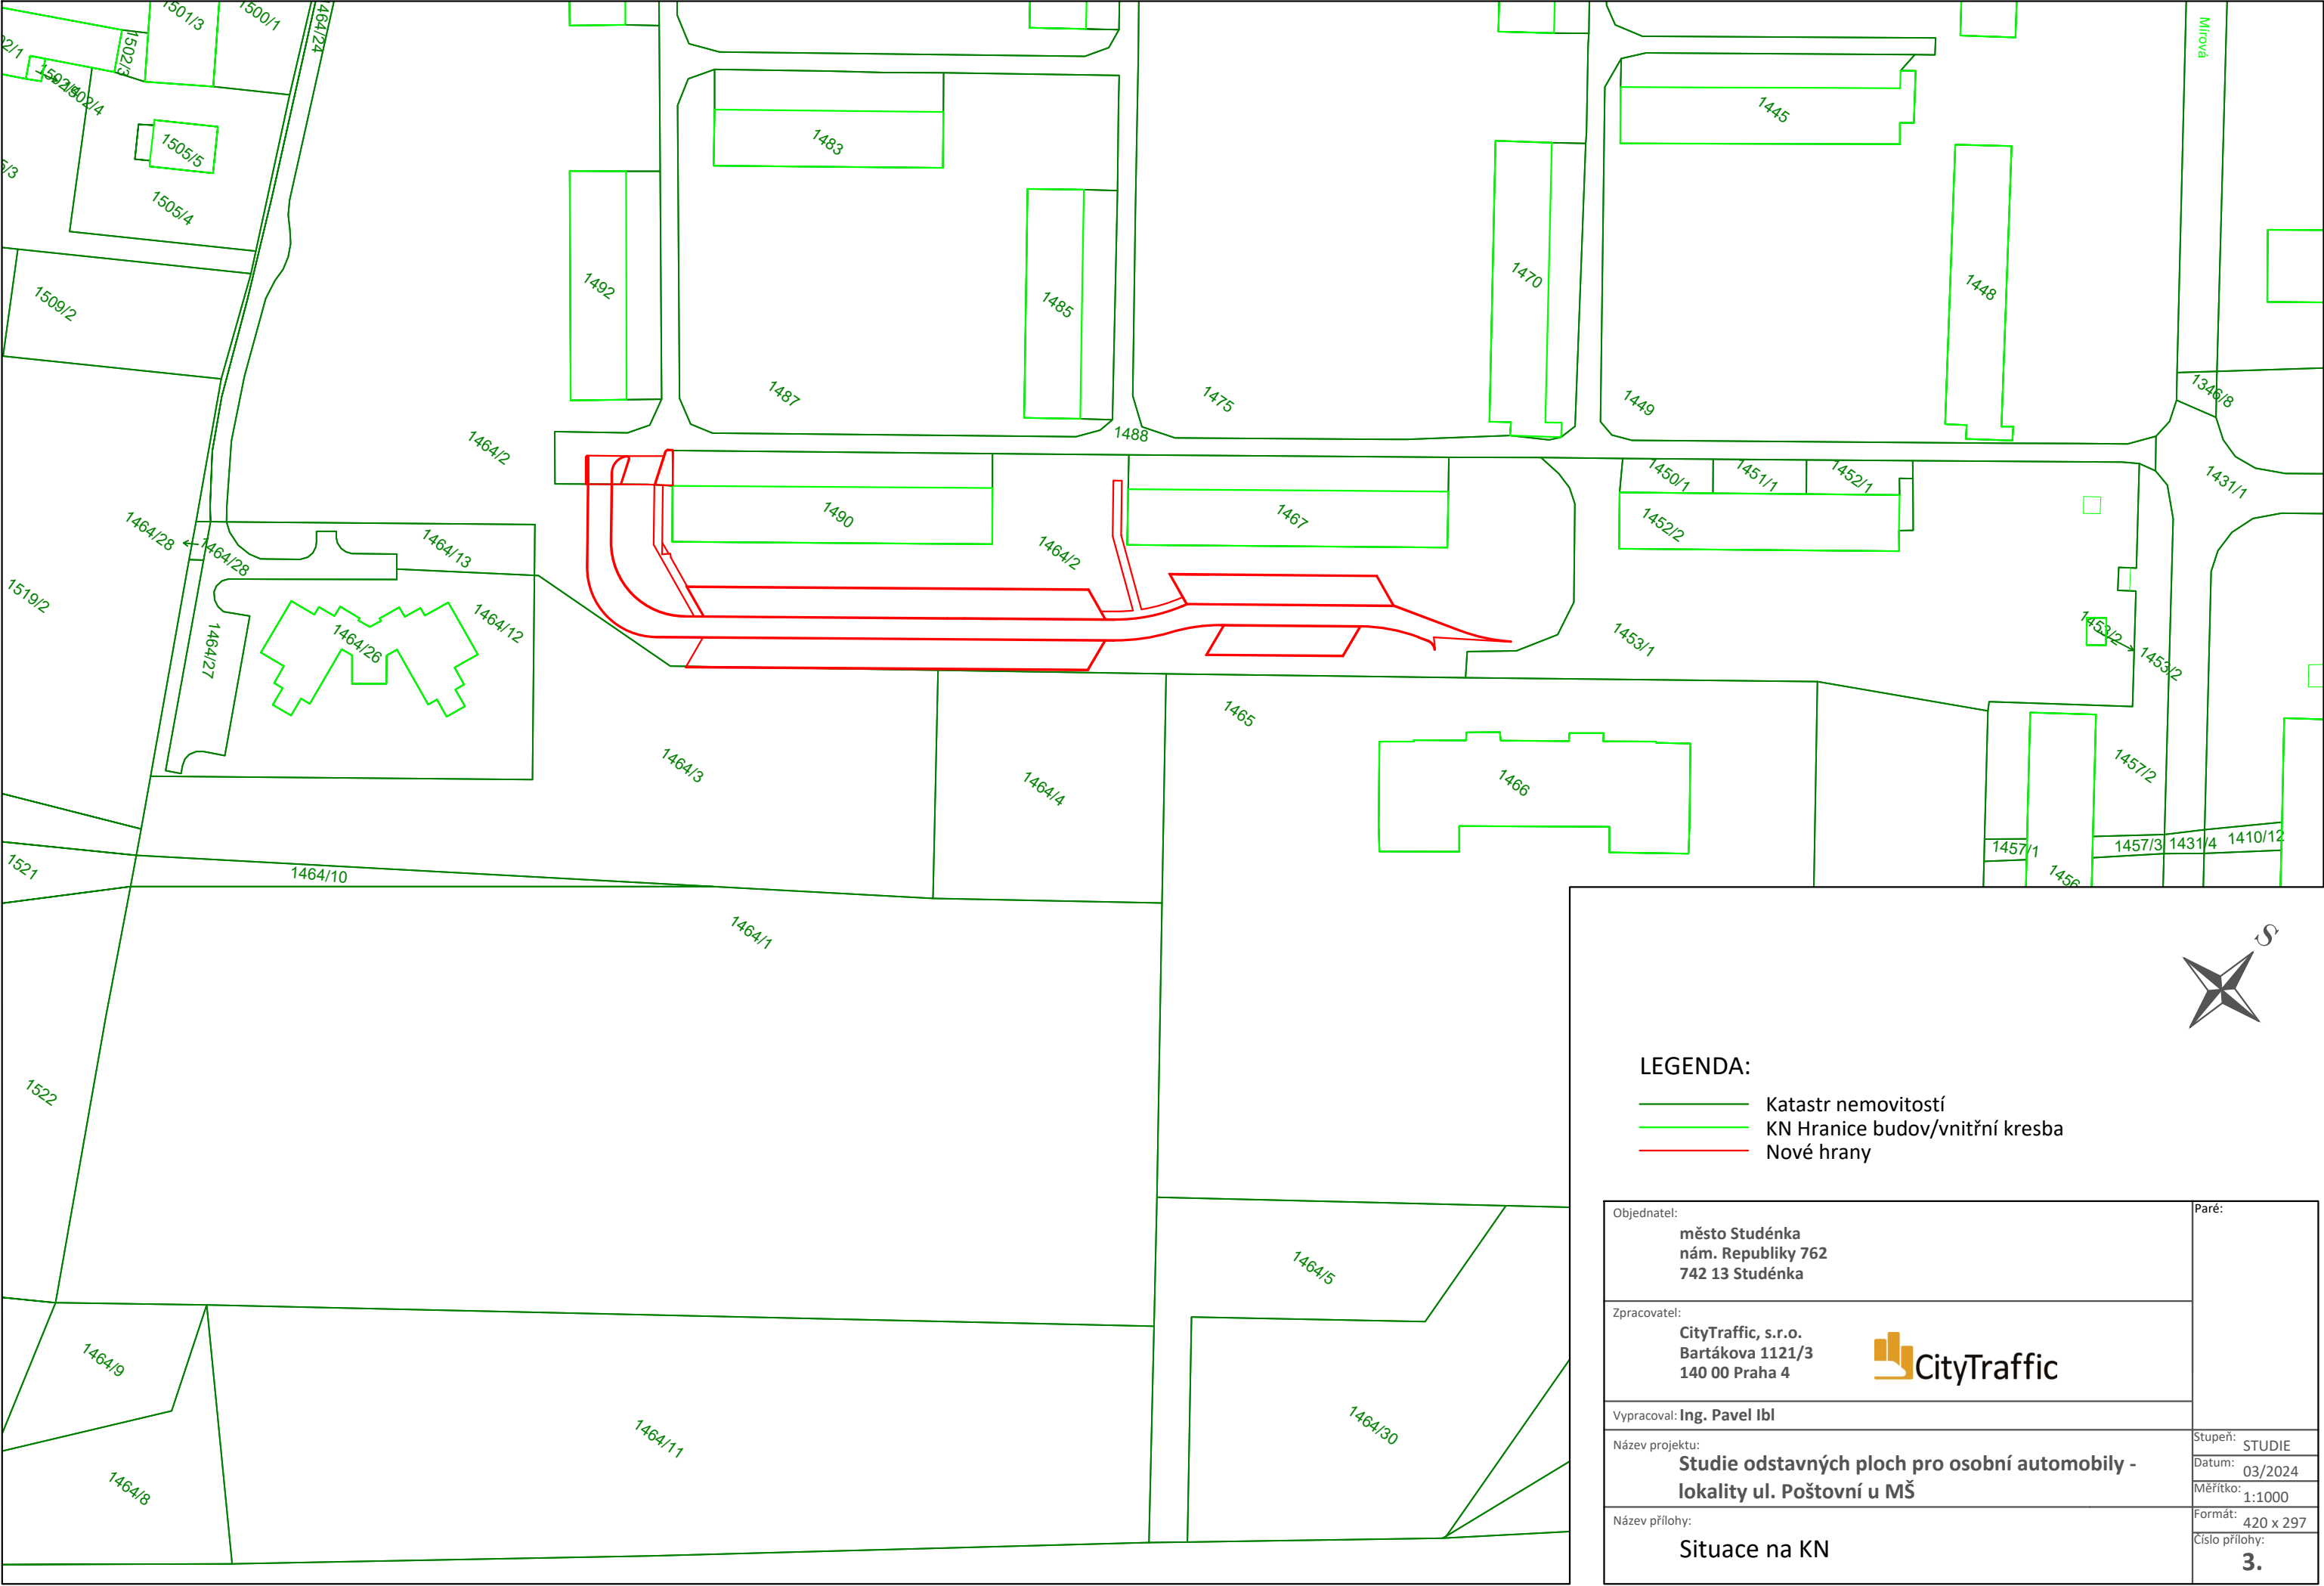 1501/3
1500/1
1464/24
1502/3
1502/4
1505/5
1505/4
1509/2
1483
1445
Mírová
1492
1485
1470
1448
1487
1475
1449
1346/8
1464/2
1488
1450/1
1451/1
1452/1
1431/1
1490
1467
1452/2
1464/28
1464/28
1464/13
1464/2
1519/2
1464/12
1464/26
1464/27
1453/1
1453/2
1453/2
1465
1464/3
1464/4
1466
1457/2
1457/1
1457/3
1431/4
1410/12
1456
1521
1464/10
1464/1
1522
1464/5
1464/9
1464/11
1464/30
1464/8
S
LEGENDA:
Katastr nemovitostí
KN Hranice budov/vnitřní kresba
Nové hrany
Objednatel:
město Studénka
nám. Republiky 762
742 13 Studénka
Paré:
Zpracovatel:
CityTraffic, s.r.o.
Bartákova 1121/3
140 00 Praha 4
CityTraffic
Vypracoval: Ing. Pavel Ibl
Název projektu:
Studie odstavných ploch pro osobní automobily -
lokality ul. Poštovní u MŠ
Stupeň: STUDIE
Datum: 03/2024
Měřítko: 1:1000
Formát: 420 x 297
Název přílohy:
Situace na KN
Číslo přílohy:
3.